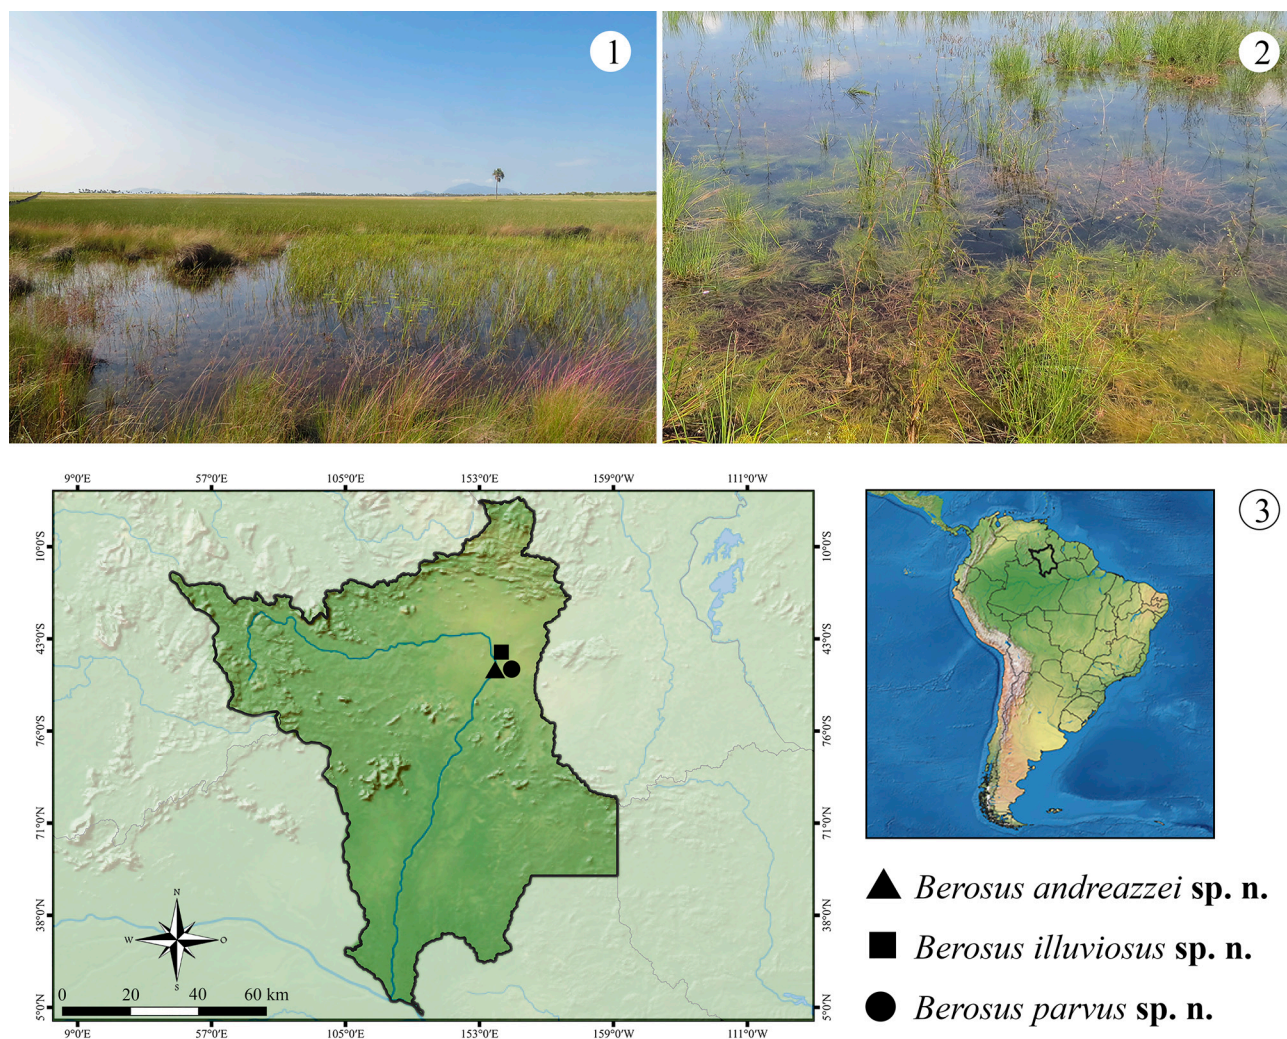 1
2
9°0'E 57°0'E 105°0'E 153°0'E 159°0'W 111°0'W
3
10°0'S 10°0'S
43°0'S 43°0'S
76°0'S 76°0'S
71°0'N 71°0'N
38°0'N 38°0'N
5°0'N 5°0'N
N
W O
S
0 20 40 60 km
9°0'E 57°0'E 105°0'E 153°0'E 159°0'W 111°0'W
Berosus andreazzei sp. n.
Berosus illuviosus sp. n.
Berosus parvus sp. n.